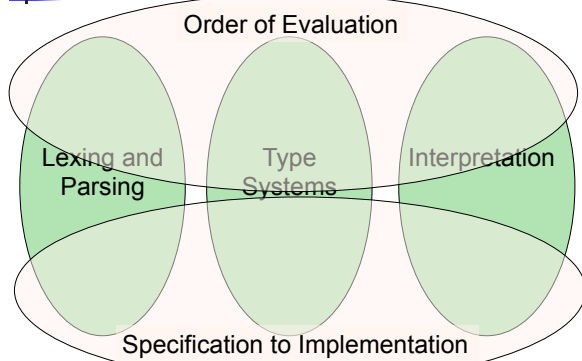 Order of Evaluation
Lexing and
Parsing
Type
Systems
Interpretation
Specification to Implementation